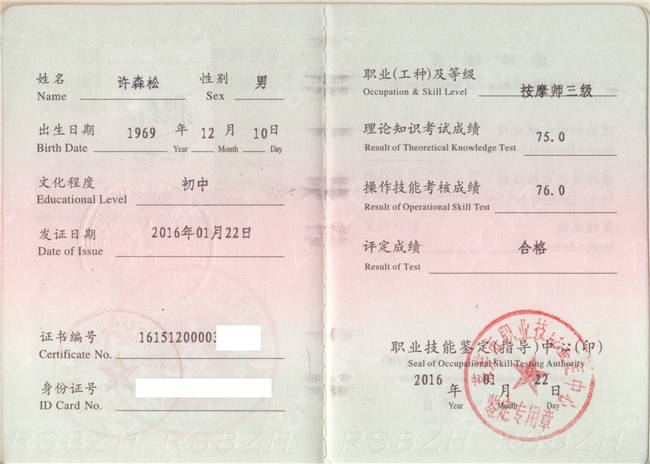 姓名 许森松 性别 男
Name Sex
出生日期 1969 年 12 月 10 日
Birth Date Year Month Day
文化程度 初中
Educational Level
发证日期 2016年01月22日
Date of Issue
证书编号 16151200003
Certificate No.
身份证号
ID Card No.
RSBZH RSBZH
职业(工种)及等级 按摩师三级
Occupation & Skill Level
理论知识考试成绩 75.0
Result of Theoretical Knowledge Test
操作技能考核成绩 76.0
Result of Operational Skill Test
评定成绩 合格
Result of Test
职业技能鉴定(指导)中心(印)
Seal of Occupational Skill Testing Authority
2016 年 01 月 22 日
Year Month Day
鉴定专用章
RSBZH RSBZH